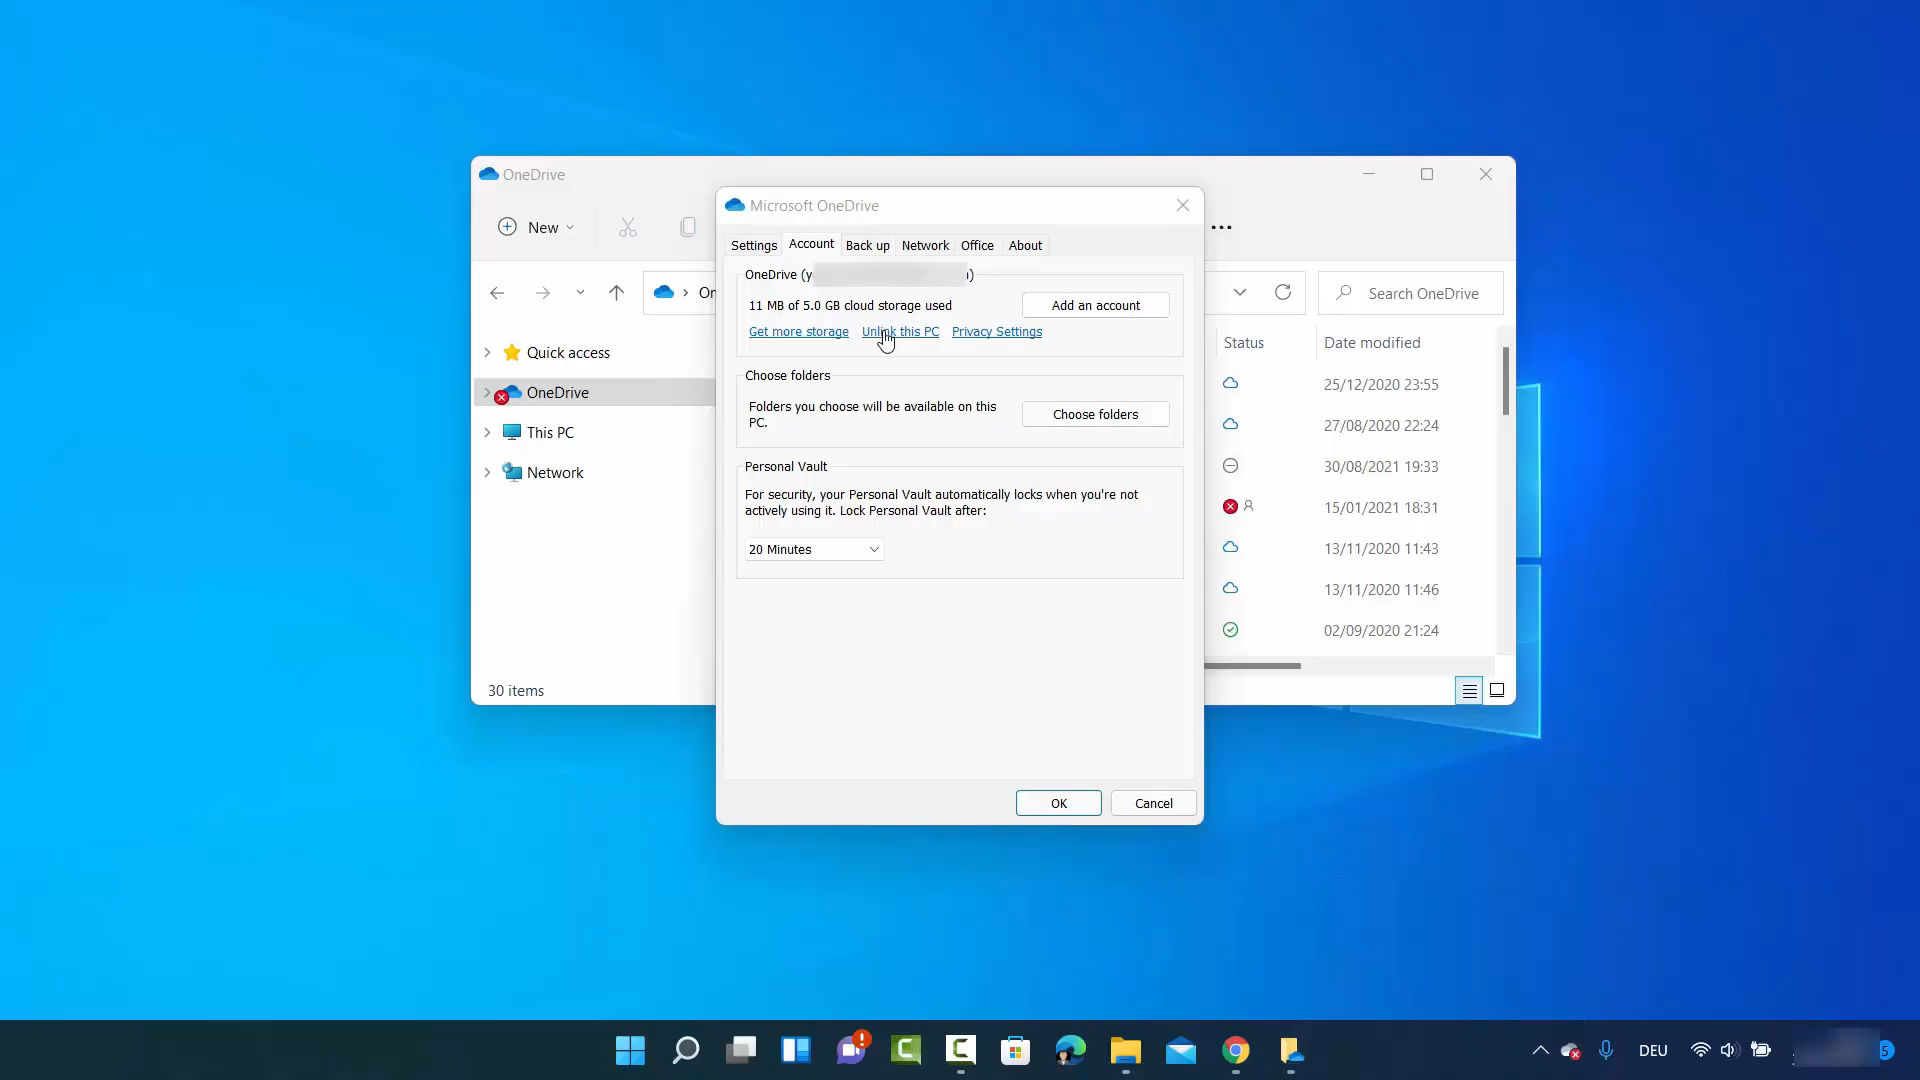 OneDrive
New
Microsoft OneDrive
Settings
Account
Back up
Network
Office
About
OneDrive (y
)
11 MB of 5.0 GB cloud storage used
Add an account
Get more storage
Unlink this PC
Privacy Settings
Choose folders
Folders you choose will be available on this
PC.
Choose folders
Personal Vault
For security, your Personal Vault automatically locks when you're not
actively using it. Lock Personal Vault after:
20 Minutes
OK
Cancel
On
Search OneDrive
Quick access
OneDrive
This PC
Network
Status
Date modified
25/12/2020 23:55
27/08/2020 22:24
30/08/2021 19:33
15/01/2021 18:31
13/11/2020 11:43
13/11/2020 11:46
02/09/2020 21:24
30 items
DEU
5